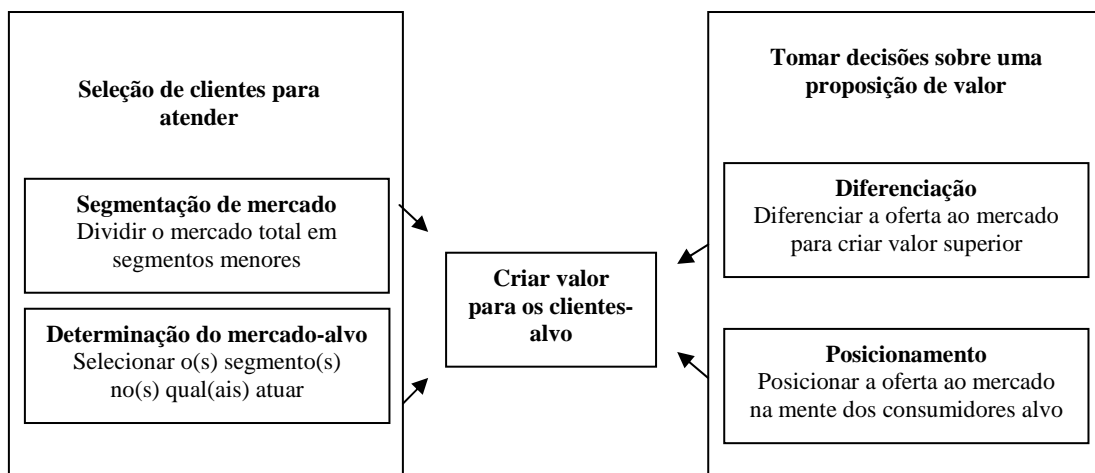 Seleção de clientes para
atender
Segmentação de mercado
Dividir o mercado total em
segmentos menores
Determinação do mercado-alvo
Selecionar o(s) segmento(s)
no(s) qual(ais) atuar
Criar valor
para os clientes-
alvo
Tomar decisões sobre uma
proposição de valor
Diferenciação
Diferenciar a oferta ao mercado
para criar valor superior
Posicionamento
Posicionar a oferta ao mercado
na mente dos consumidores alvo